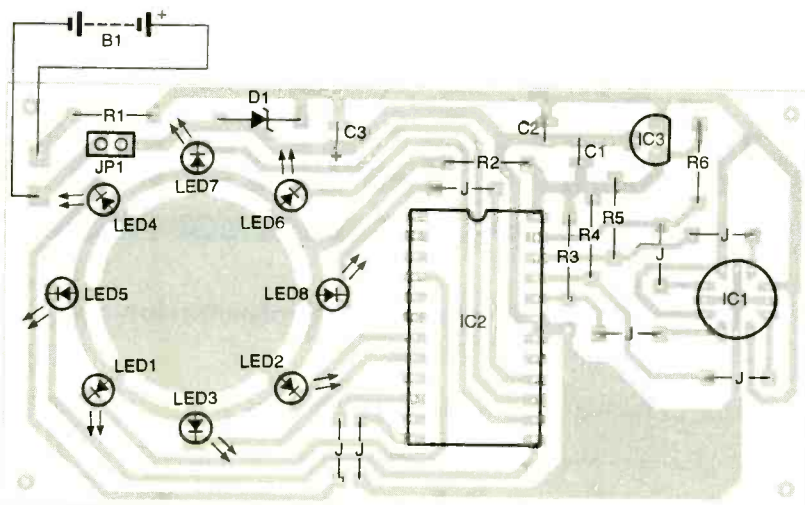 +
B1
R1
D1
C3
C2
C1
IC3
R6
JP1
LED7
R2
LED4
LED6
J
R5
R4
R3
J
J
LED5
LED8
IC2
IC1
J
LED1
LED2
J
LED3
J J
+